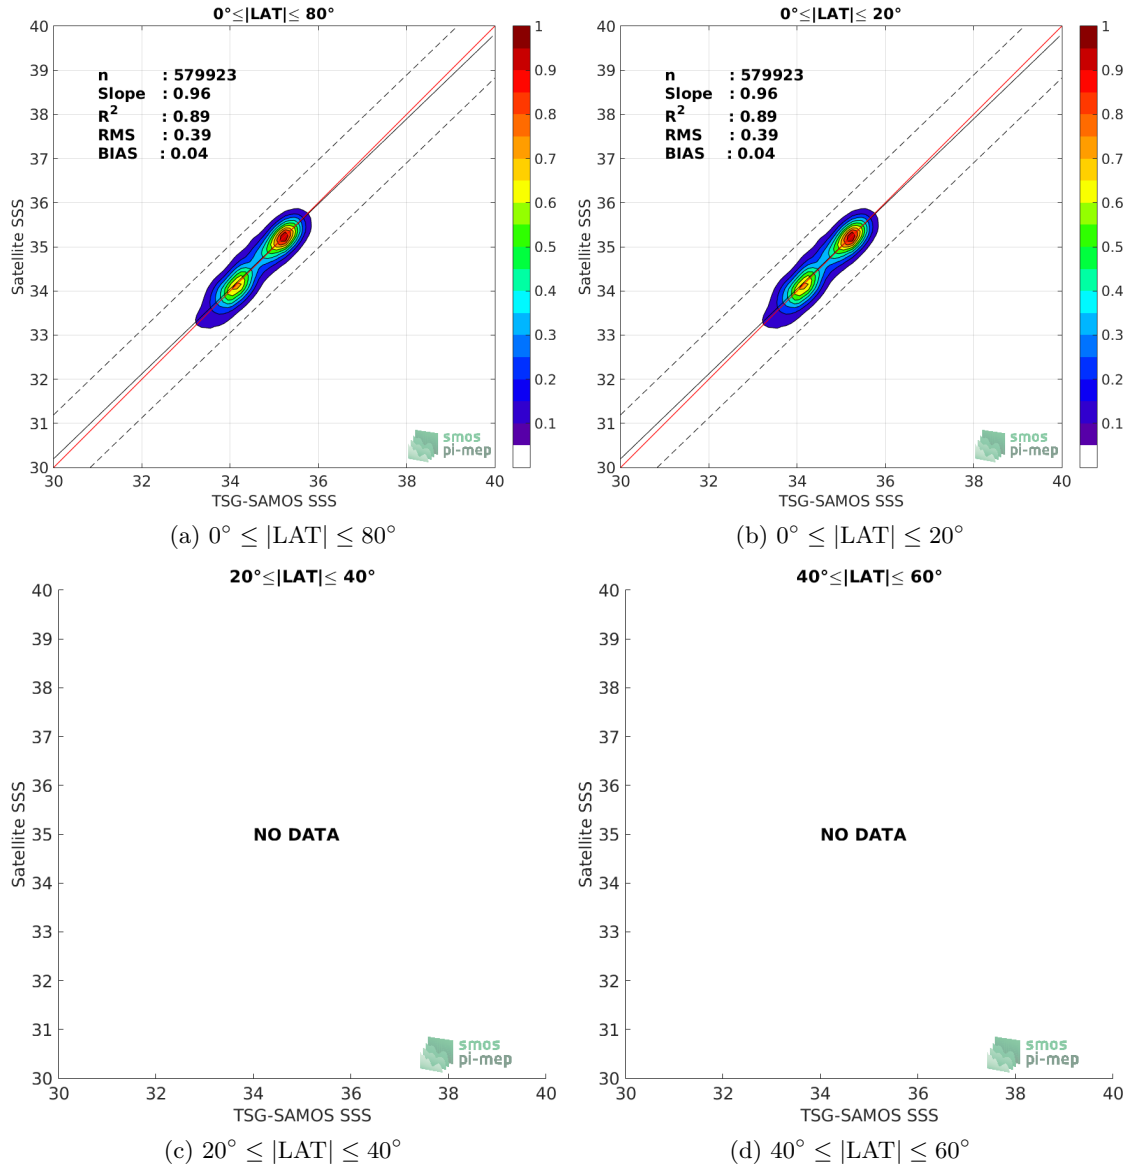 0°≤|LAT|≤ 80°
40
39
38
37
36
35
34
33
32
31
30
Satellite SSS
n : 579923
Slope : 0.96
R² : 0.89
RMS : 0.39
BIAS : 0.04
smos
pi-mep
30 32 34 36 38 40
TSG-SAMOS SSS
1
0.9
0.8
0.7
0.6
0.5
0.4
0.3
0.2
0.1
(a) 0° ≤ |LAT| ≤ 80°
0°≤|LAT|≤ 20°
40
39
38
37
36
35
34
33
32
31
30
Satellite SSS
n : 579923
Slope : 0.96
R² : 0.89
RMS : 0.39
BIAS : 0.04
smos
pi-mep
30 32 34 36 38 40
TSG-SAMOS SSS
1
0.9
0.8
0.7
0.6
0.5
0.4
0.3
0.2
0.1
(b) 0° ≤ |LAT| ≤ 20°
20°≤|LAT|≤ 40°
40
39
38
37
36
35
34
33
32
31
30
Satellite SSS
NO DATA
smos
pi-mep
30 32 34 36 38 40
TSG-SAMOS SSS
(c) 20° ≤ |LAT| ≤ 40°
40°≤|LAT|≤ 60°
40
39
38
37
36
35
34
33
32
31
30
Satellite SSS
NO DATA
smos
pi-mep
30 32 34 36 38 40
TSG-SAMOS SSS
(d) 40° ≤ |LAT| ≤ 60°